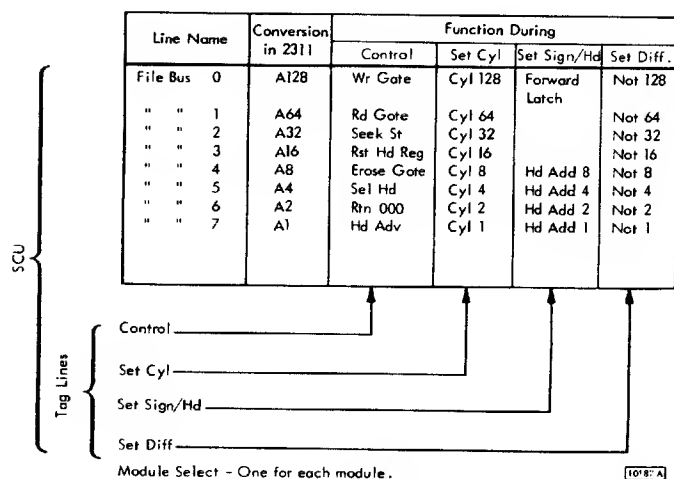 Line Name Conversion in 2311 Function During
Control Set Cyl Set Sign/Hd Set Diff.
File Bus 0 A128 Wr Gate Cyl 128 Forward Latch Not 128
" " 1 A64 Rd Gote Cyl 64 Not 64
" " 2 A32 Seek St Cyl 32 Not 32
" " 3 A16 Rst Hd Reg Cyl 16 Not 16
" " 4 A8 Erose Gate Cyl 8 Hd Add 8 Not 8
" " 5 A4 Sel Hd Cyl 4 Hd Add 4 Not 4
" " 6 A2 Rtn 000 Cyl 2 Hd Add 2 Not 2
" " 7 A1 Hd Adv Cyl 1 Hd Add 1 Not 1
SCU
Tag Lines
Control
Set Cyl
Set Sign/Hd
Set Diff
Module Select - One for each module.